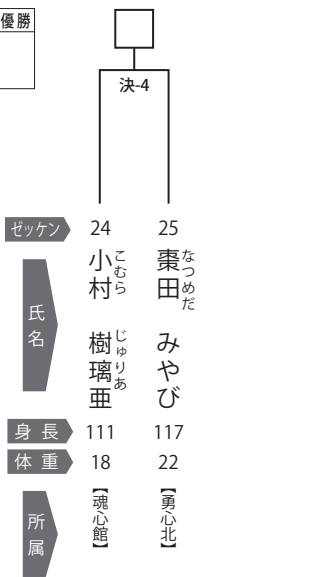 優勝
決-4
ゼッケン 24 25
氏名
小村 樹璃亜
こむら じゅりあ
棗田 みやび
なつめだ
身長 111 117
体重 18 22
所属
【魂心館】
【勇心北】